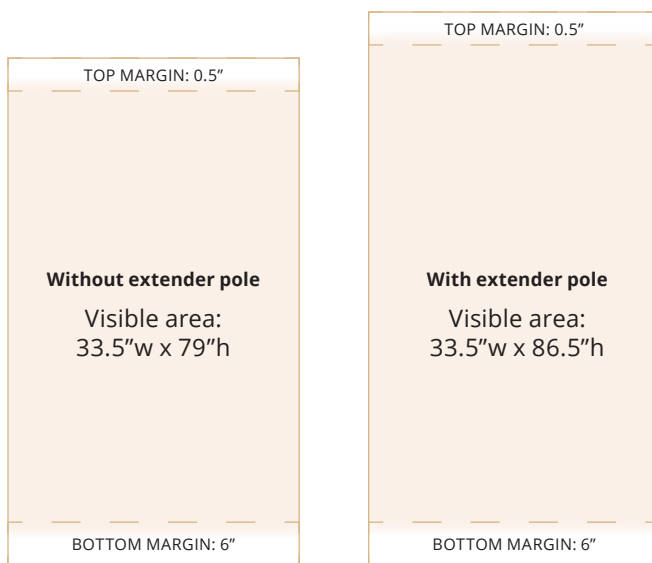 TOP MARGIN: 0.5”
Without extender pole
Visible area:
33.5”w x 79”h
BOTTOM MARGIN: 6”
TOP MARGIN: 0.5”
With extender pole
Visible area:
33.5”w x 86.5”h
BOTTOM MARGIN: 6”